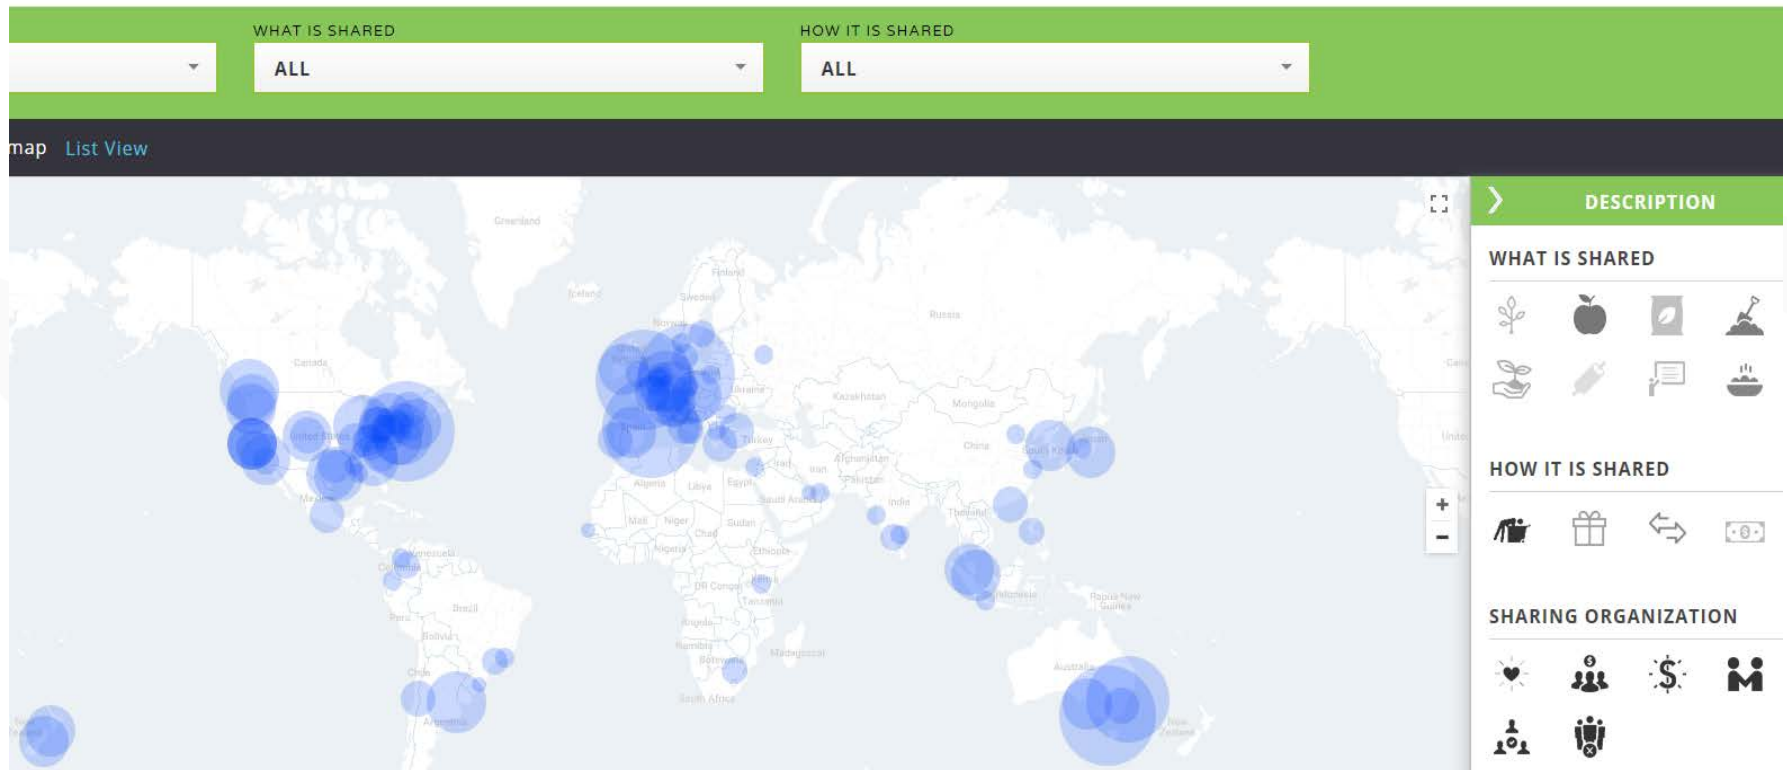 WHAT IS SHARED
HOW IT IS SHARED
ALL
ALL
map List View
DESCRIPTION
WHAT IS SHARED
HOW IT IS SHARED
SHARING ORGANIZATION
Greenland
Iceland
Finland
Sweden
Norway
Russia
Canada
Ukraine
Kazakhstan
Mongolia
United States
Spain
Turkey
China
South Korea
Iraq
Iran
Afghanistan
Pakistan
Algeria
Libya
Egypt
Saudi Arabia
India
Thailand
Mexico
Mali
Niger
Chad
Sudan
Nigeria
Ethiopia
Venezuela
Colombia
DR Congo
Kenya
Tanzania
Indonesia
Papua New
Guinea
Brazil
Peru
Angola
Bolivia
Namibia
Botswana
Madagascar
Chile
Australia
South Africa
Argentina
New
Zealand
+
−